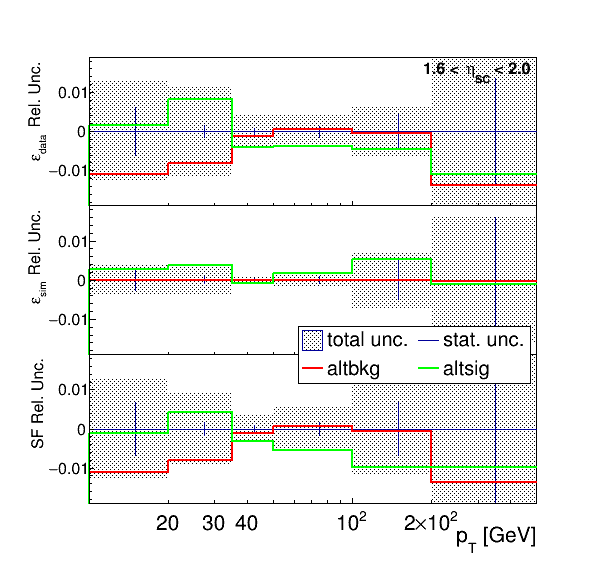 1.6 < η_SC < 2.0
ε_data Rel. Unc.
0.01
0
−0.01
ε_sim Rel. Unc.
0.01
0
−0.01
total unc. stat. unc.
altbkg altsig
SF Rel. Unc.
0.01
0
−0.01
20 30 40 10² 2×10²
p_T [GeV]